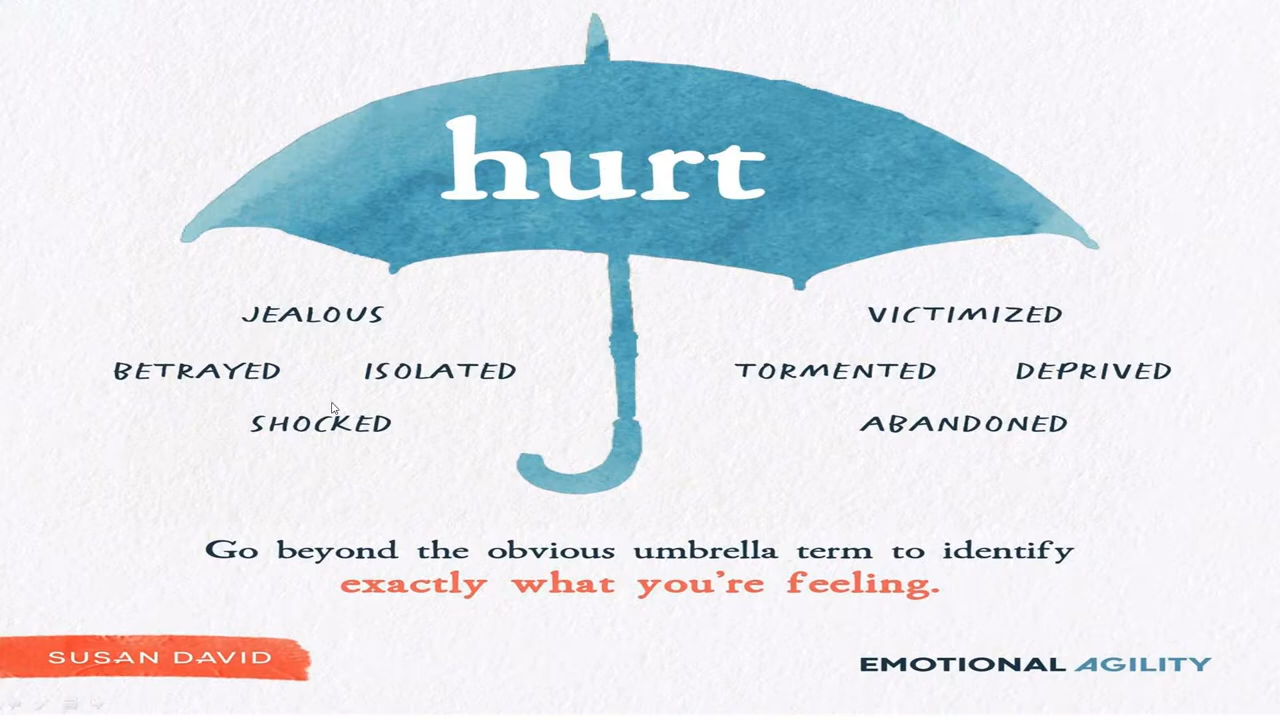 hurt
JEALOUS VICTIMIZED
BETRAYED ISOLATED TORMENTED DEPRIVED
SHOCKED ABANDONED
Go beyond the obvious umbrella term to identify
exactly what you're feeling.
SUSAN DAVID EMOTIONAL AGILITY